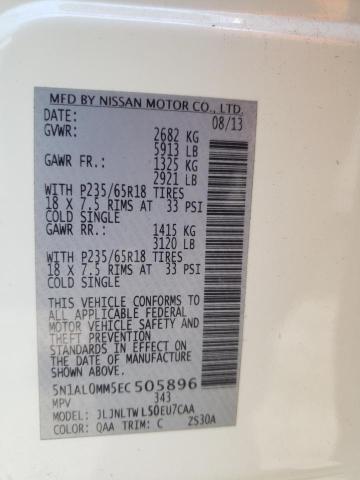 MFD BY NISSAN MOTOR CO., LTD.
DATE: 08/13
GVWR: 2682 KG
5913 LB
GAWR FR.: 1325 KG
2921 LB
WITH P235/65R18 TIRES
18 X 7.5 RIMS AT 33 PSI
COLD SINGLE
GAWR RR.: 1415 KG
3120 LB
WITH P235/65R18 TIRES
18 X 7.5 RIMS AT 33 PSI
COLD SINGLE
THIS VEHICLE CONFORMS TO
ALL APPLICABLE FEDERAL
MOTOR VEHICLE SAFETY AND
THEFT PREVENTION
STANDARDS IN EFFECT ON
THE DATE OF MANUFACTURE
SHOWN ABOVE.
5N1AL0MM5EC505896
MPV 343
MODEL: JLJNLTWL50EU7CAA
COLOR: QAA TRIM: C ZS30A